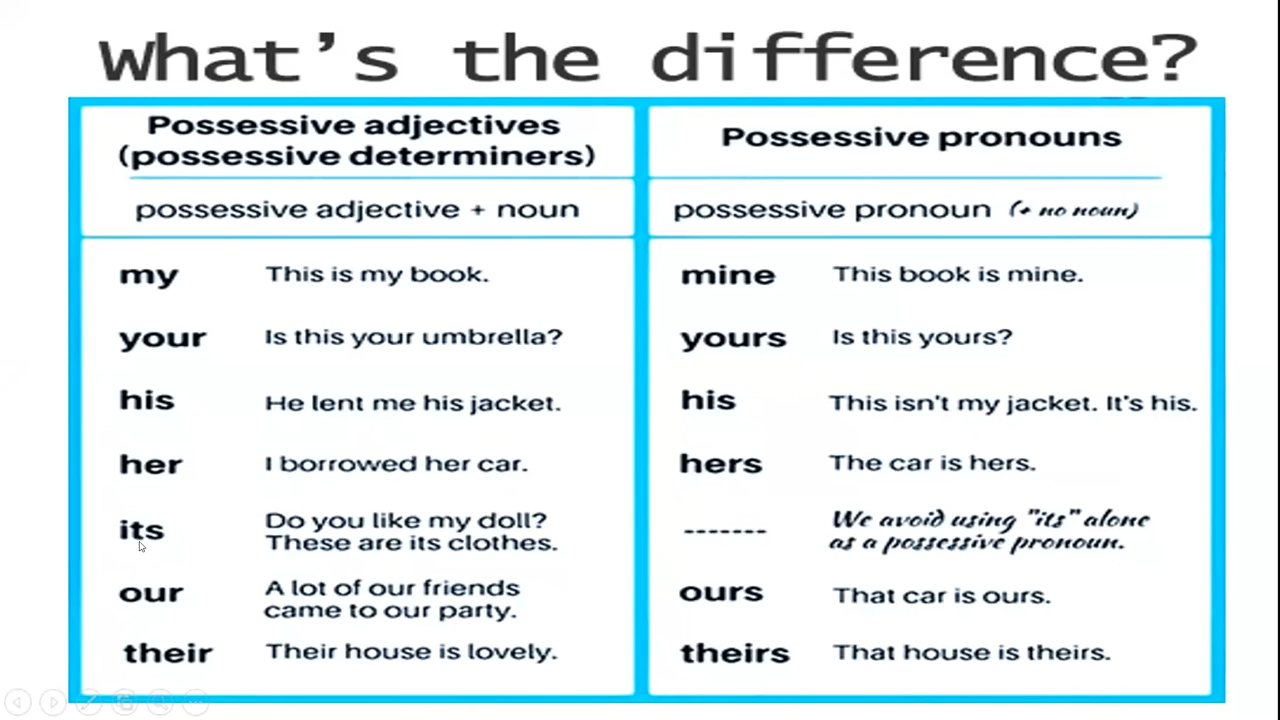 What's the difference?
Possessive adjectives
(possessive determiners)
Possessive pronouns
possessive adjective + noun
possessive pronoun (+ no noun)
my This is my book.
mine This book is mine.
your Is this your umbrella?
yours Is this yours?
his He lent me his jacket.
his This isn't my jacket. It's his.
her I borrowed her car.
hers The car is hers.
its Do you like my doll?
These are its clothes.
------- We avoid using "its" alone
as a possessive pronoun.
our A lot of our friends
came to our party.
ours That car is ours.
their Their house is lovely.
theirs That house is theirs.